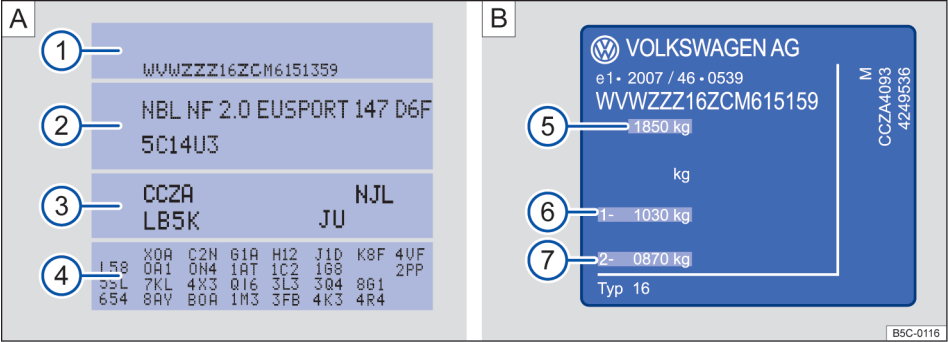 A
1
WVWZZZ16ZCM6151359
2
NBL NF 2.0 EUSPORT 147 D6F
5C14U3
3
CCZA NJL
LB5K JU
4
X0A C2N G1A H12 J1D K8F 4VF
L58 0A1 0N4 1AT 1C2 1G8 2PP
5SL 7KL 4X3 QI6 3L3 3Q4 8G1
654 8AY B0A 1M3 3FB 4K3 4R4
B
VOLKSWAGEN AG
e1• 2007 / 46 • 0539
WVWZZZ16ZCM615159
5
1850 kg
kg
6
1- 1030 kg
7
2- 0870 kg
Typ 16
M
CCZA4093
4249536
B5C-0116